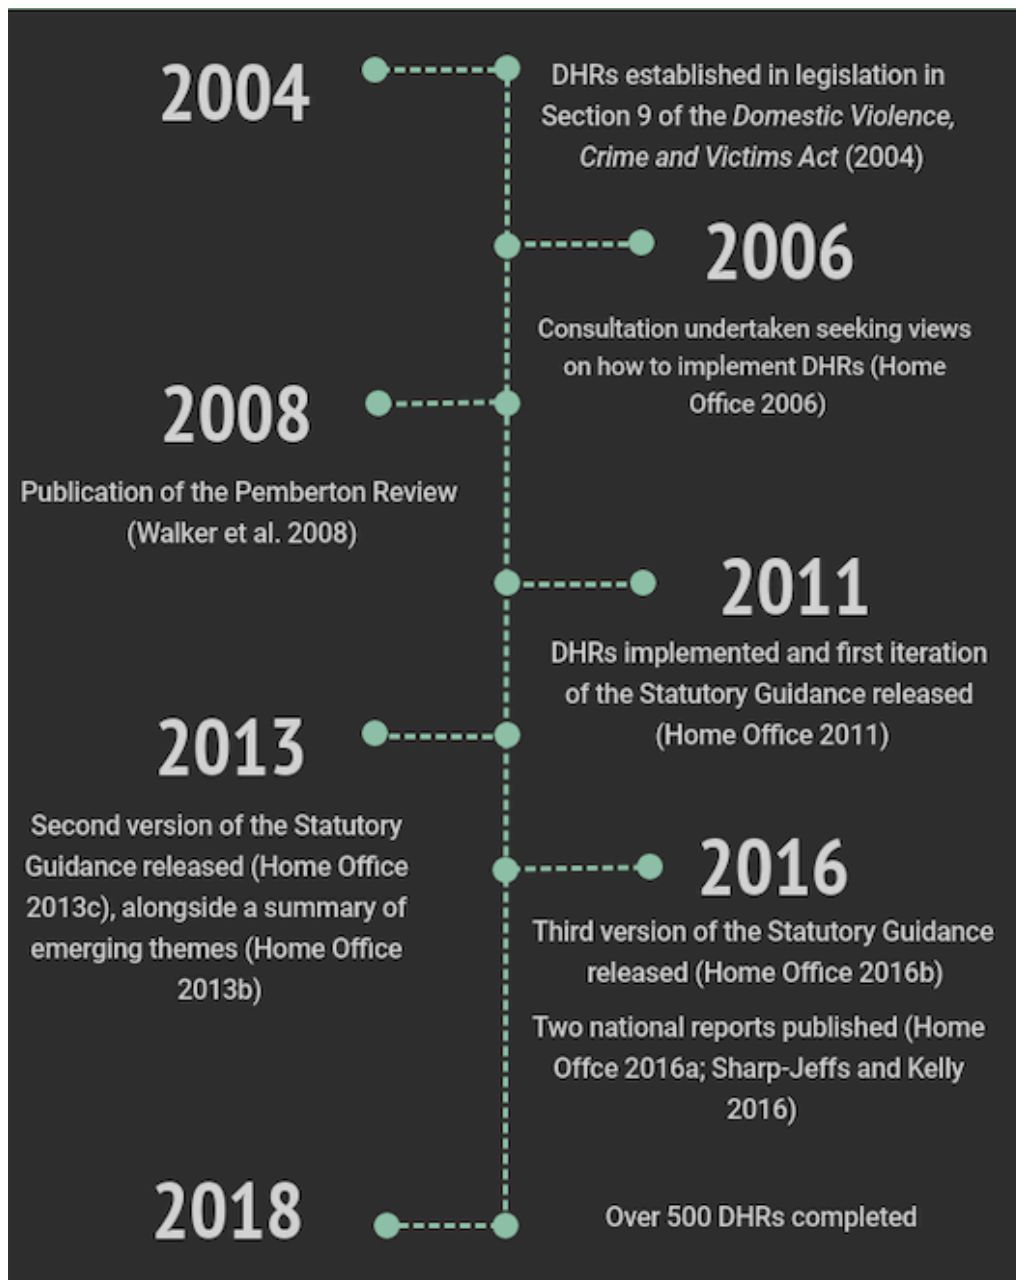 2004
DHRs established in legislation in
Section 9 of the Domestic Violence,
Crime and Victims Act (2004)
2006
Consultation undertaken seeking views
on how to implement DHRs (Home
Office 2006)
2008
Publication of the Pemberton Review
(Walker et al. 2008)
2011
DHRs implemented and first iteration
of the Statutory Guidance released
(Home Office 2011)
2013
Second version of the Statutory
Guidance released (Home Office
2013c), alongside a summary of
emerging themes (Home Office
2013b)
2016
Third version of the Statutory Guidance
released (Home Office 2016b)
Two national reports published (Home
Offce 2016a; Sharp-Jeffs and Kelly
2016)
2018
Over 500 DHRs completed